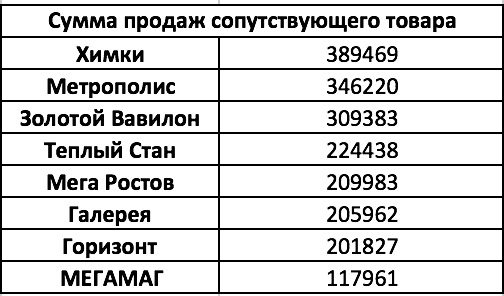 Сумма продаж сопутствующего товара
Химки 389469
Метрополис 346220
Золотой Вавилон 309383
Теплый Стан 224438
Мега Ростов 209983
Галерея 205962
Горизонт 201827
МЕГАМАГ 117961